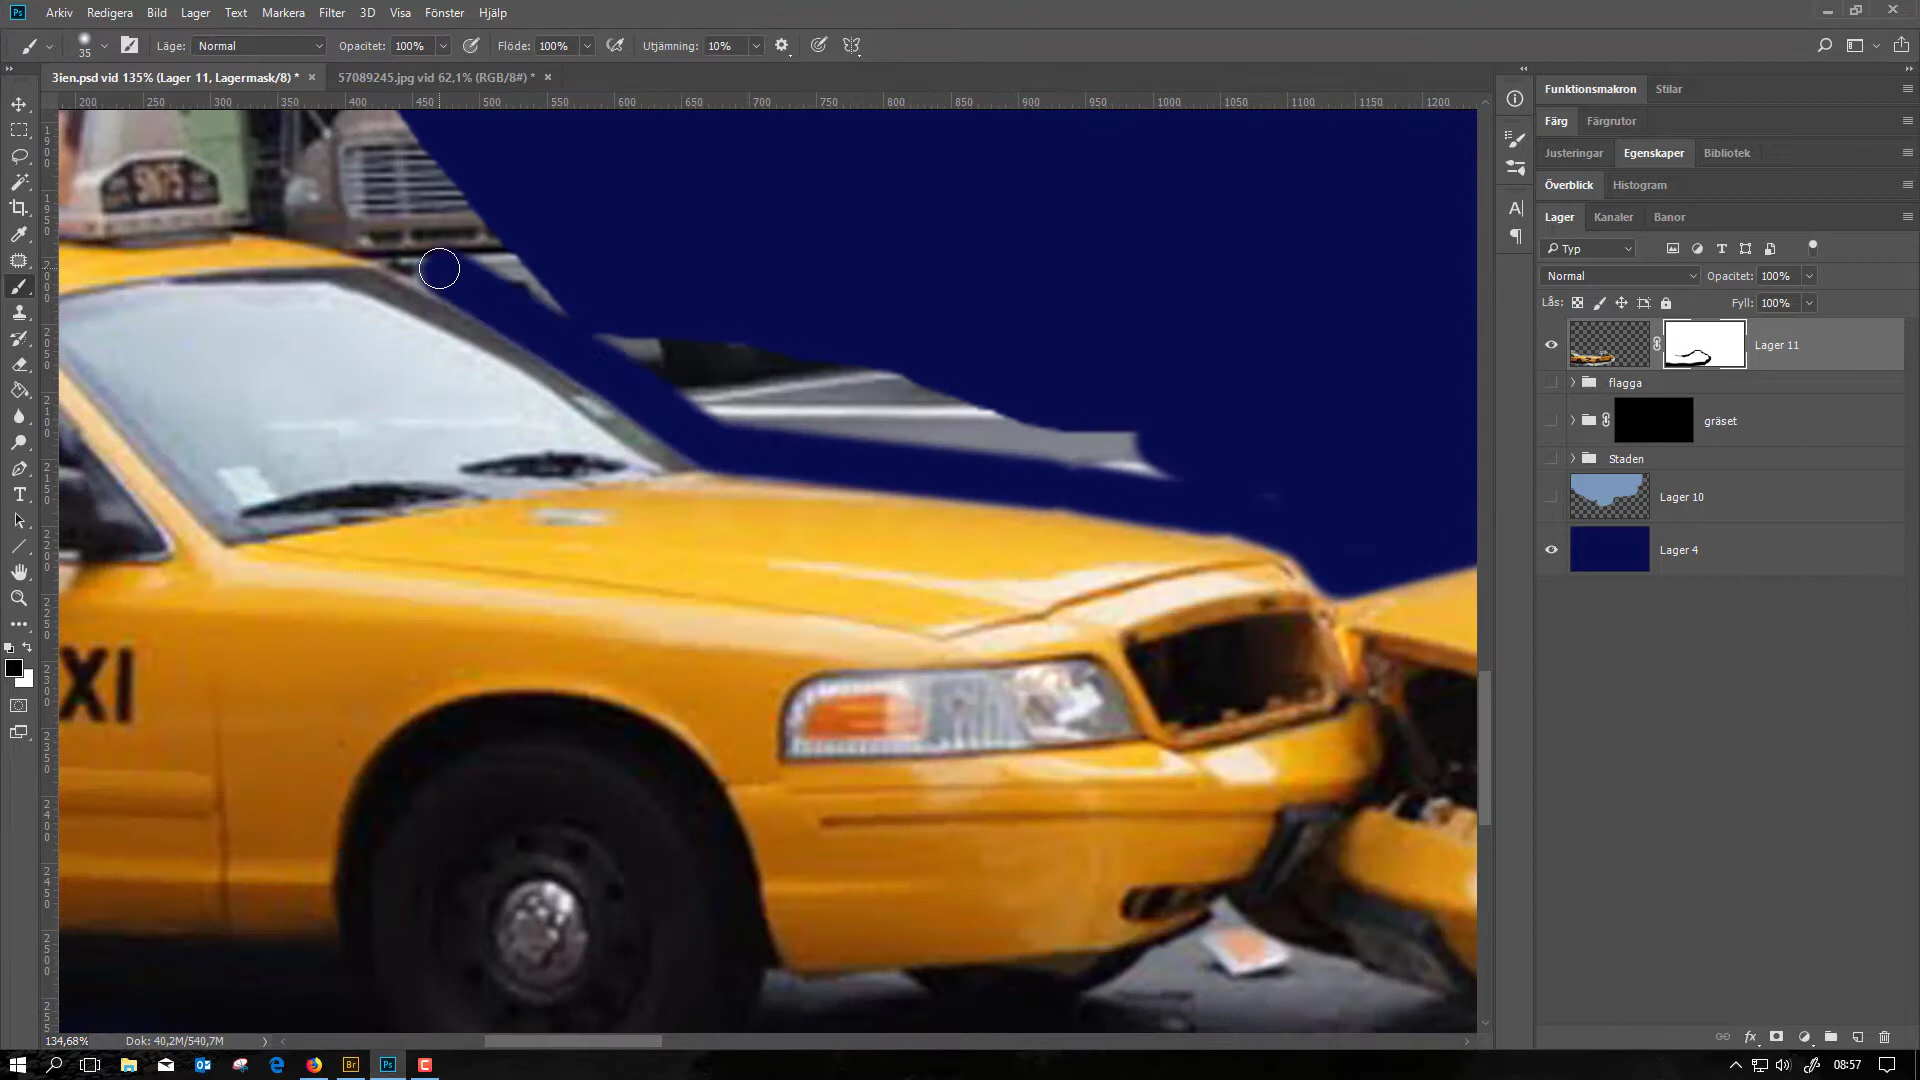 Arkiv Redigera Bild Lager Text Markera Filter 3D Visa Fönster Hjälp
35 Läge: Normal Opacitet: 100% Flöde: 100% Utjämning: 10%
3ien.psd vid 135% (Lager 11, Lagermask/8) * × 57089245.jpg vid 62,1% (RGB/8#) * ×
200 250 300 350 400 450 500 550 600 650 700 750 800 850 900 950 1000 1050 1100 1150 1200
Funktionsmakron Stilar
Färg Färgrutor
Justeringar Egenskaper Bibliotek
Överblick Histogram
Lager Kanaler Banor
Typ
Normal Opacitet: 100%
Lås: Fyll: 100%
Lager 11
flagga
gräset
Staden
Lager 10
Lager 4
XI
134,68% Dok: 40,2M/540,7M
08:57